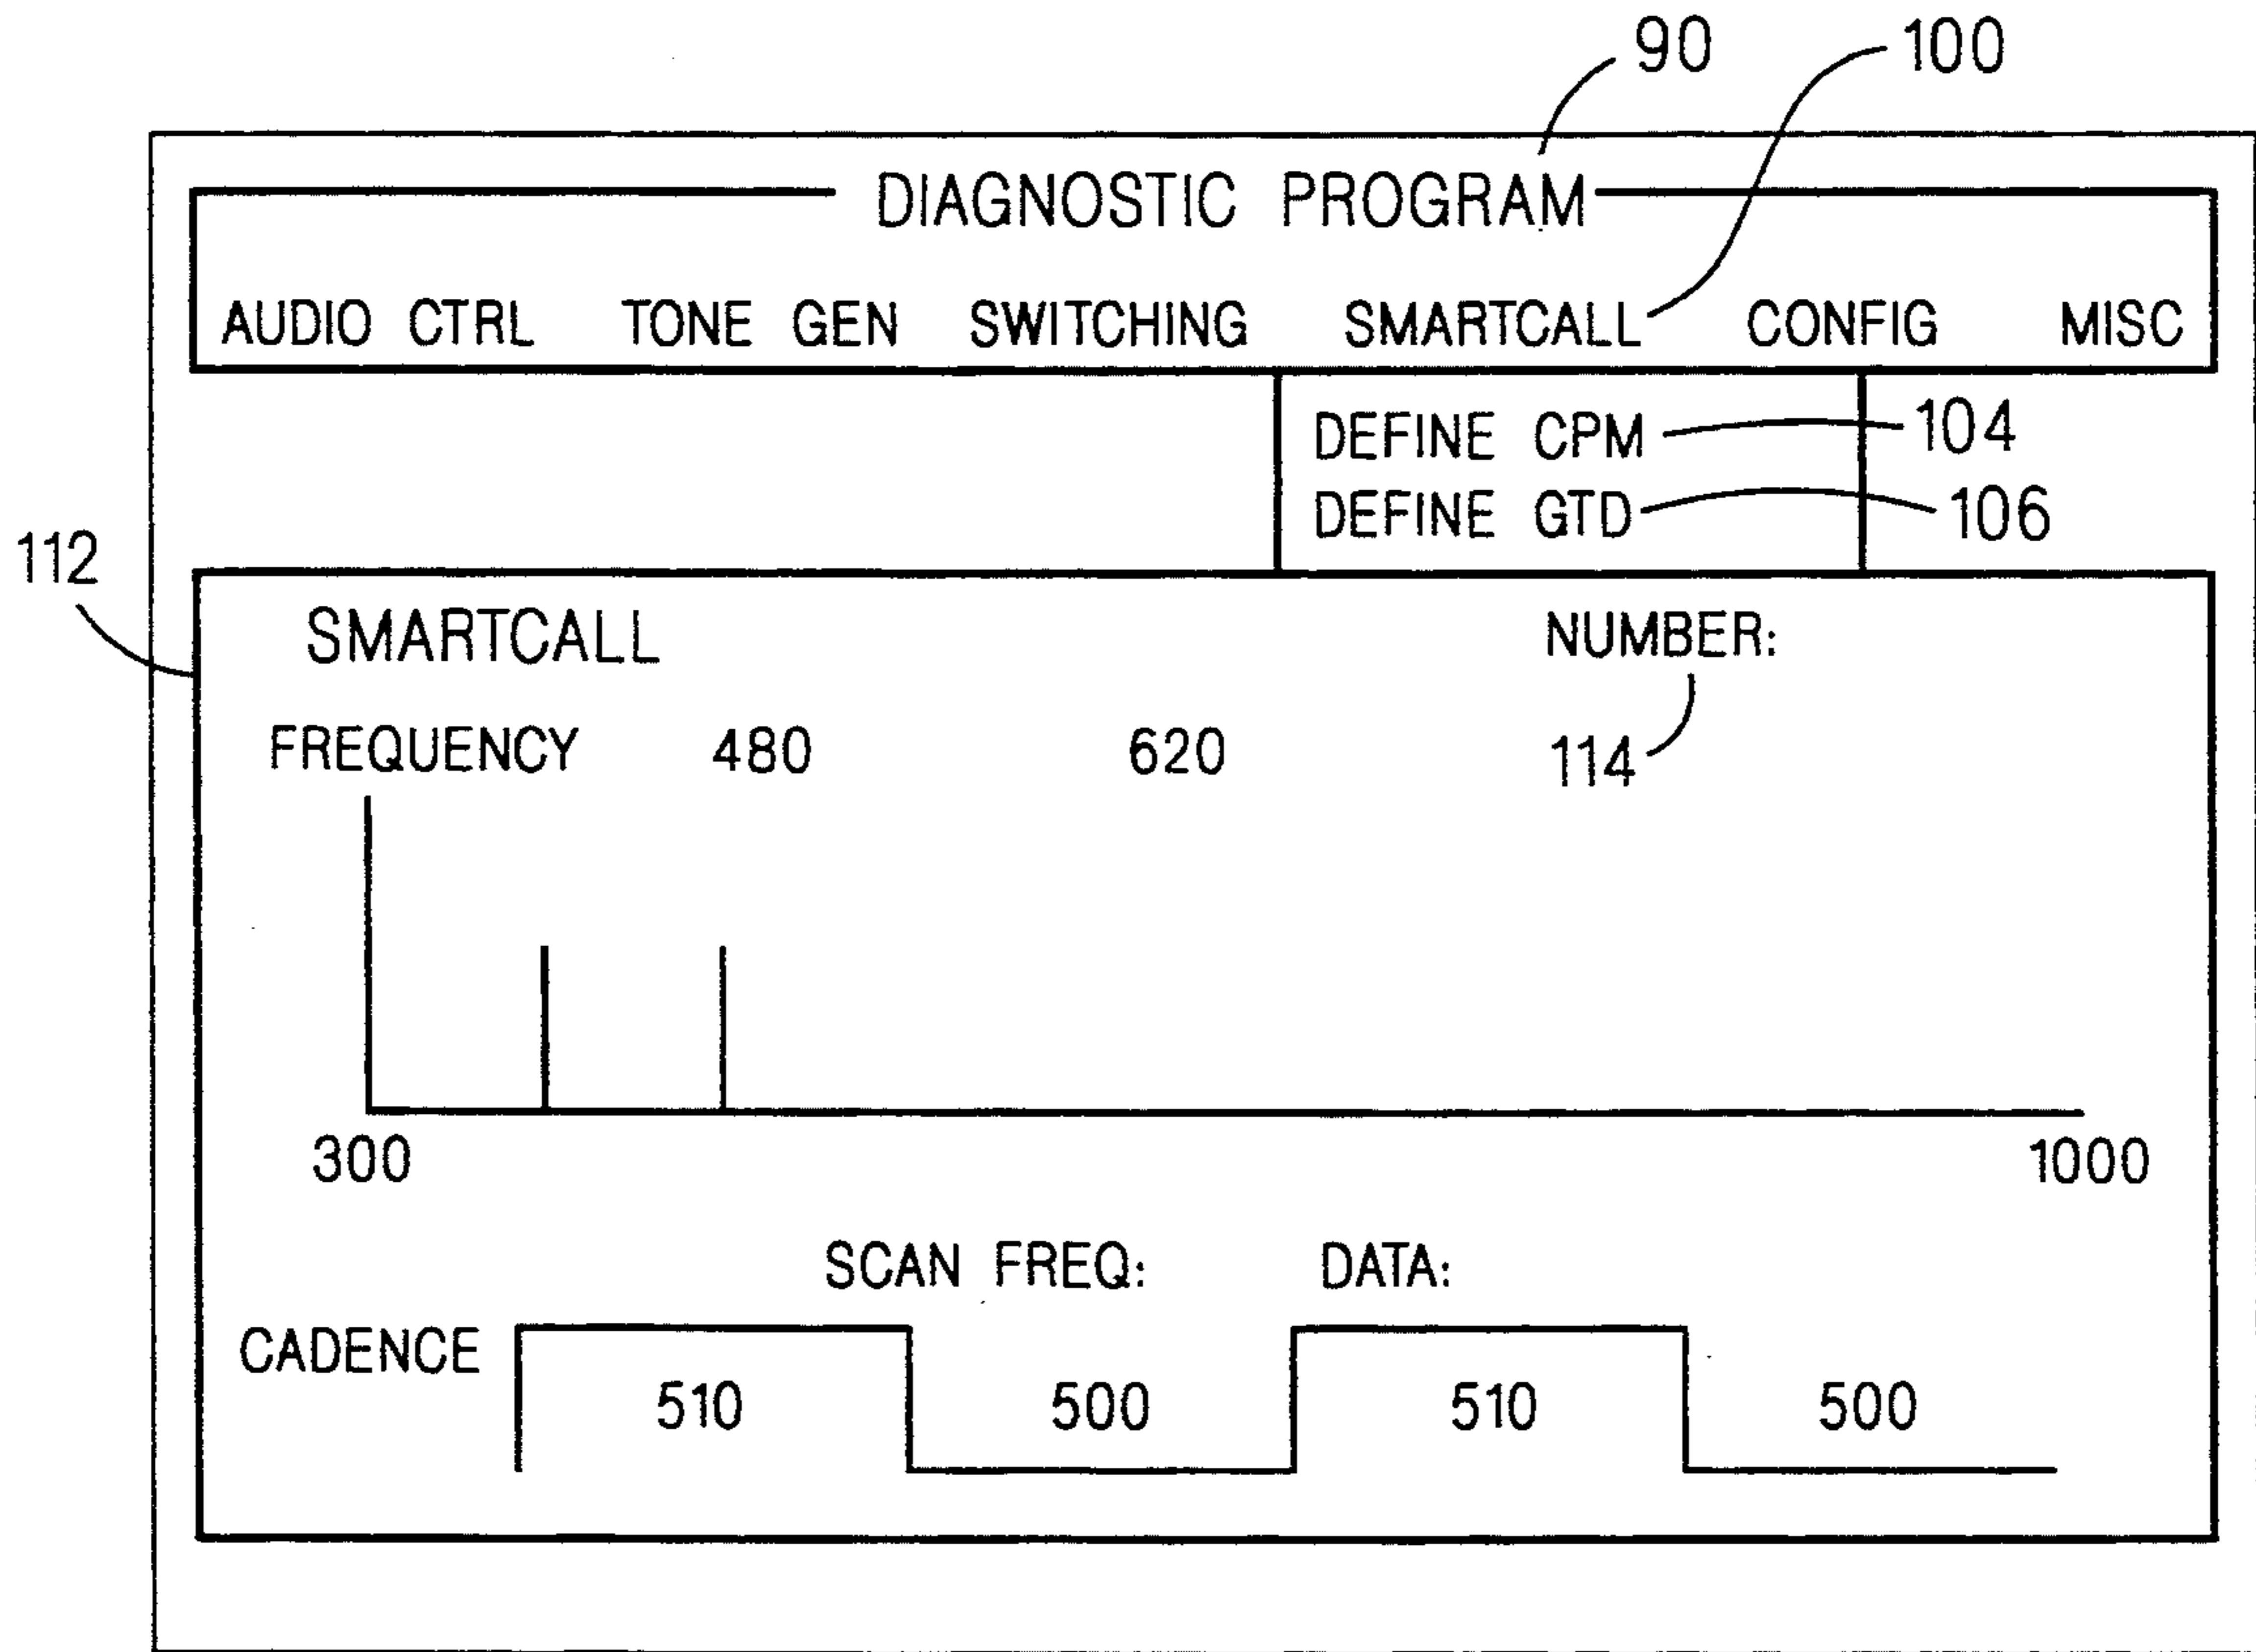 90 100
DIAGNOSTIC PROGRAM
AUDIO CTRL TONE GEN SWITCHING SMARTCALL CONFIG MISC
DEFINE CPM 104
DEFINE GTD 106
112
SMARTCALL NUMBER:
FREQUENCY 480 620 114
300 1000
SCAN FREQ: DATA:
CADENCE
510 500 510 500